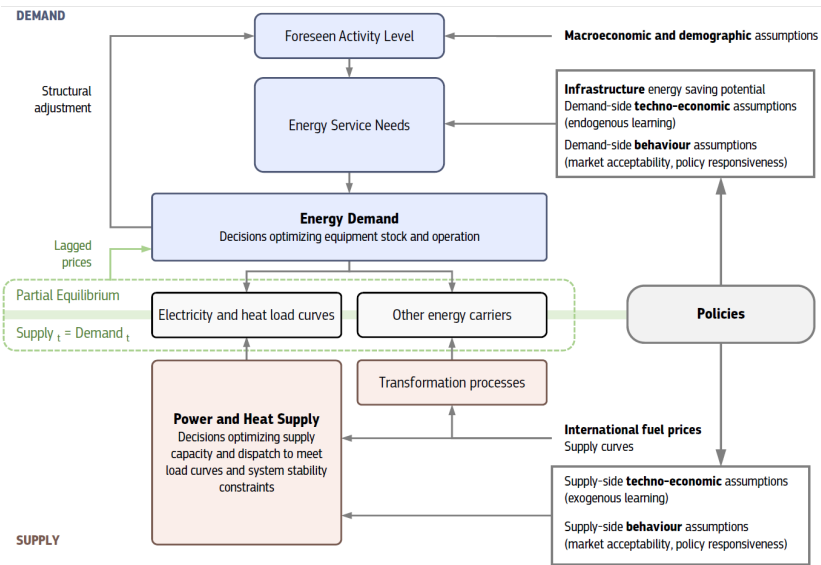 DEMAND
Foreseen Activity Level
Macroeconomic and demographic assumptions
Structural
adjustment
Energy Service Needs
Infrastructure energy saving potential
Demand-side techno-economic assumptions
(endogenous learning)
Demand-side behaviour assumptions
(market acceptability, policy responsiveness)
Energy Demand
Decisions optimizing equipment stock and operation
Lagged
prices
Partial Equilibrium
Supply t = Demand t
Electricity and heat load curves
Other energy carriers
Policies
Transformation processes
Power and Heat Supply
Decisions optimizing supply
capacity and dispatch to meet
load curves and system stability
constraints
International fuel prices
Supply curves
Supply-side techno-economic assumptions
(exogenous learning)
Supply-side behaviour assumptions
(market acceptability, policy responsiveness)
SUPPLY